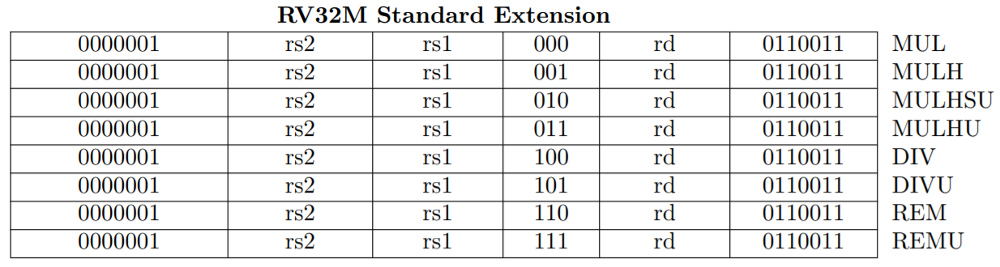 RV32M Standard Extension
0000001 rs2 rs1 000 rd 0110011 MUL
0000001 rs2 rs1 001 rd 0110011 MULH
0000001 rs2 rs1 010 rd 0110011 MULHSU
0000001 rs2 rs1 011 rd 0110011 MULHU
0000001 rs2 rs1 100 rd 0110011 DIV
0000001 rs2 rs1 101 rd 0110011 DIVU
0000001 rs2 rs1 110 rd 0110011 REM
0000001 rs2 rs1 111 rd 0110011 REMU